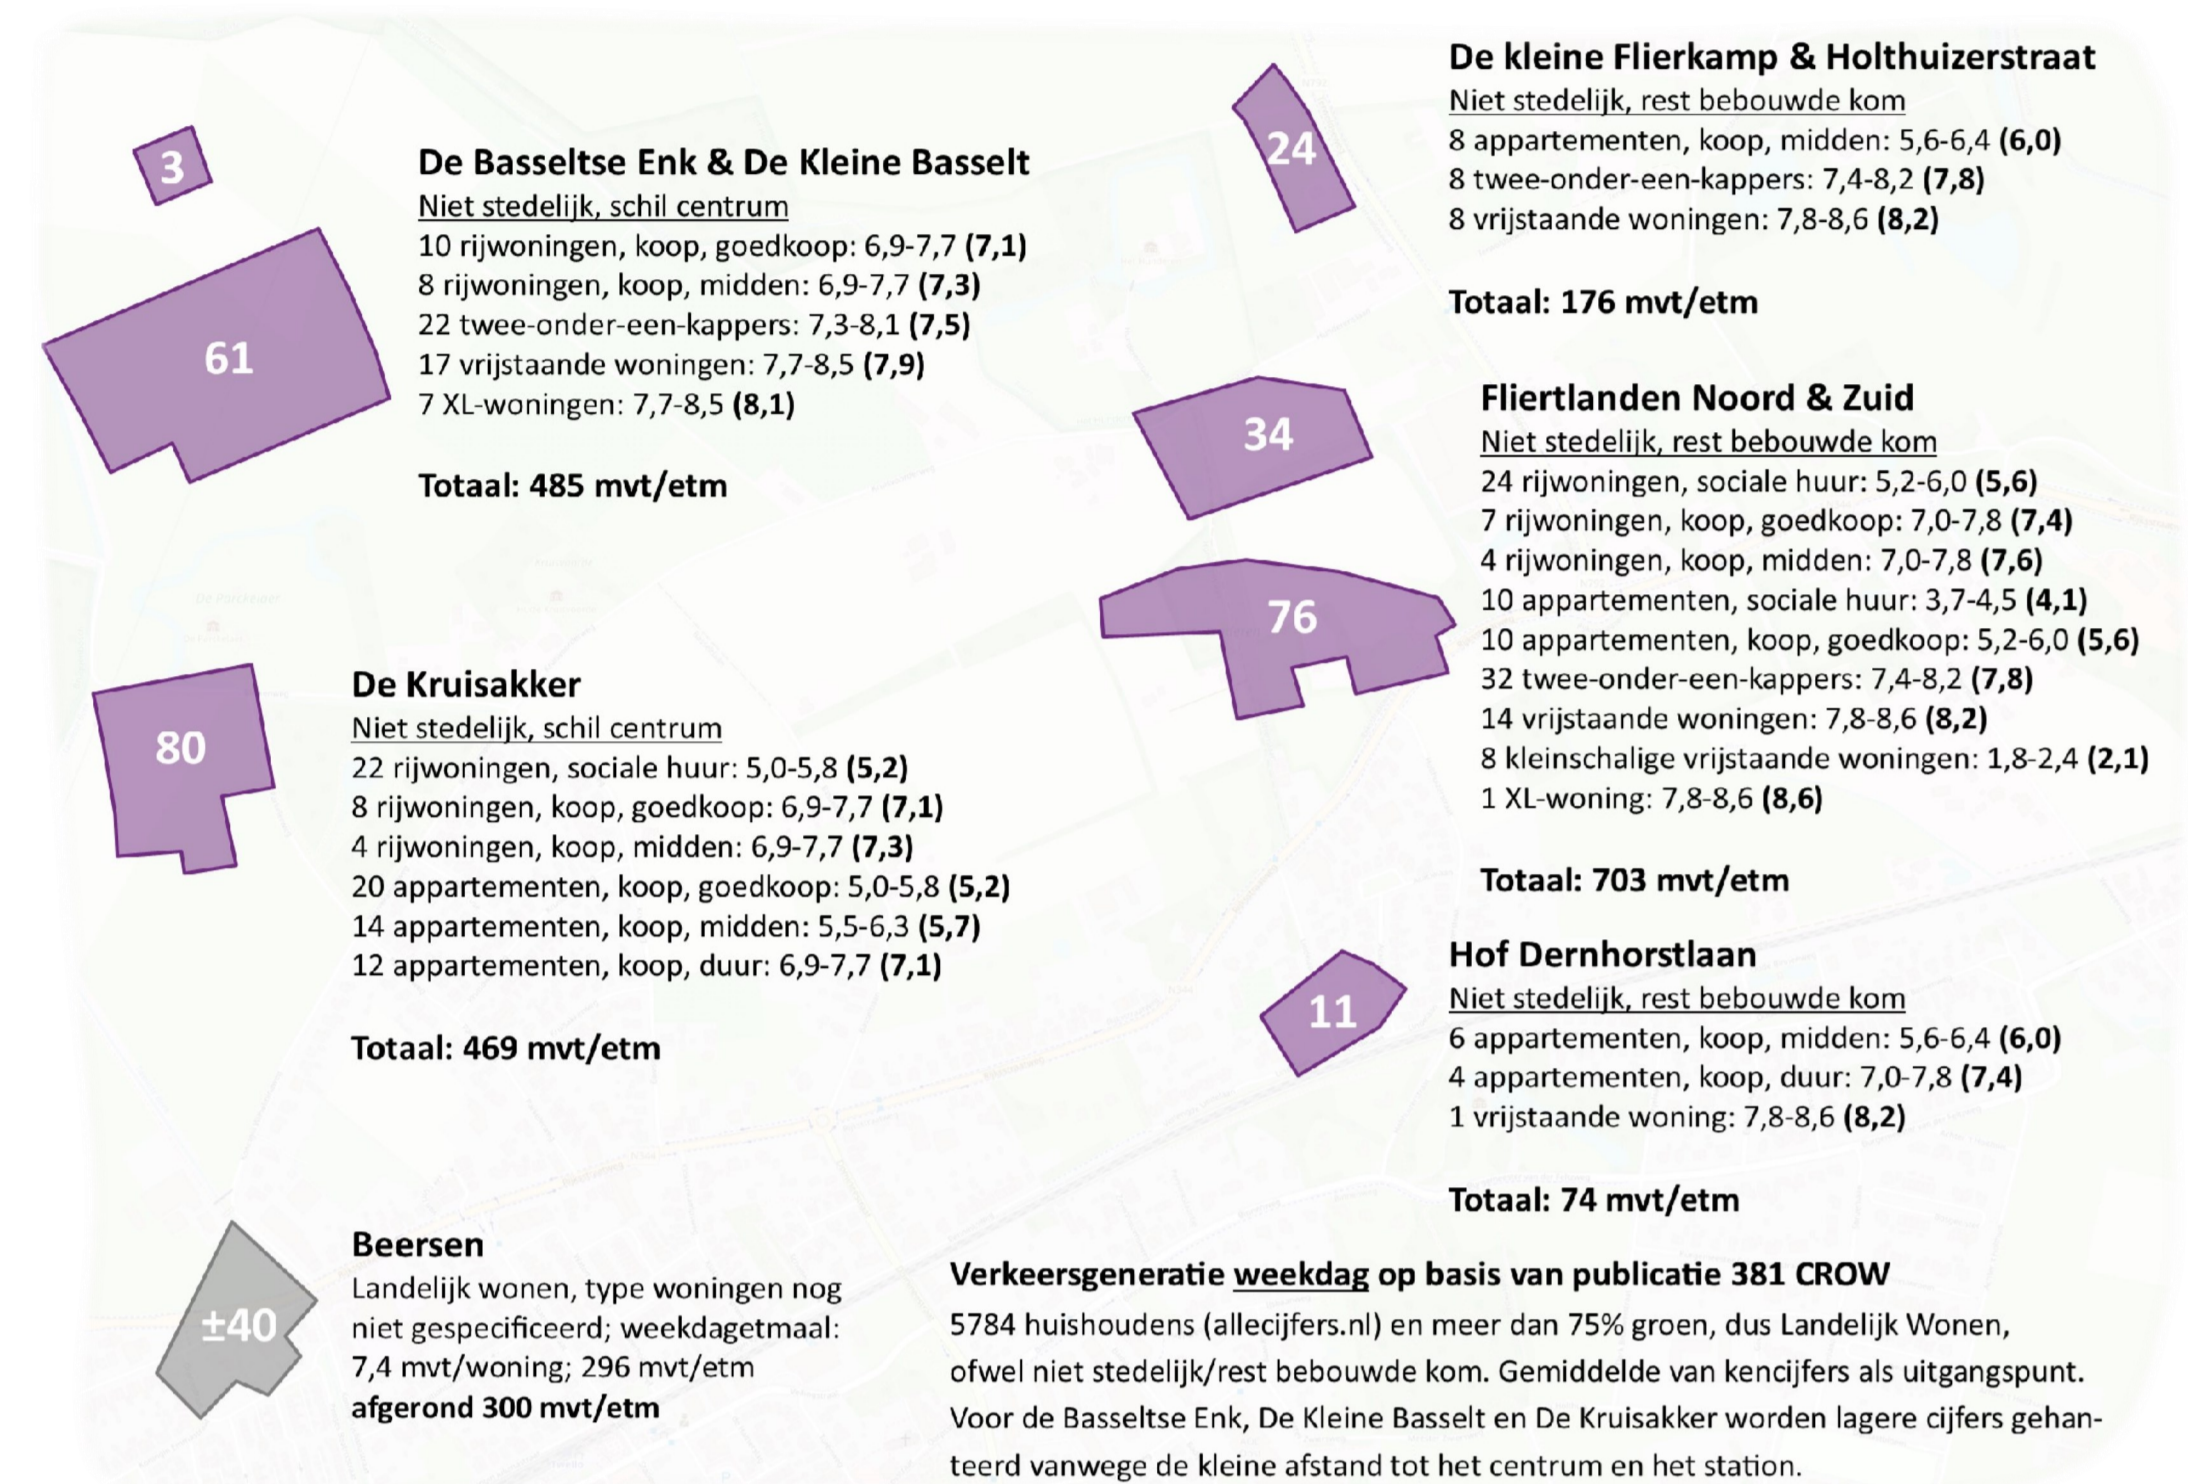 3
61
De Basseltse Enk & De Kleine Basselt
Niet stedelijk, schil centrum
10 rijwoningen, koop, goedkoop: 6,9-7,7 (7,1)
8 rijwoningen, koop, midden: 6,9-7,7 (7,3)
22 twee-onder-een-kappers: 7,3-8,1 (7,5)
17 vrijstaande woningen: 7,7-8,5 (7,9)
7 XL-woningen: 7,7-8,5 (8,1)
Totaal: 485 mvt/etm
80
De Kruisakker
Niet stedelijk, schil centrum
22 rijwoningen, sociale huur: 5,0-5,8 (5,2)
8 rijwoningen, koop, goedkoop: 6,9-7,7 (7,1)
4 rijwoningen, koop, midden: 6,9-7,7 (7,3)
20 appartementen, koop, goedkoop: 5,0-5,8 (5,2)
14 appartementen, koop, midden: 5,5-6,3 (5,7)
12 appartementen, koop, duur: 6,9-7,7 (7,1)
Totaal: 469 mvt/etm
±40
Beersen
Landelijk wonen, type woningen nog
niet gespecificeerd; weekdagetmaal:
7,4 mvt/woning; 296 mvt/etm
afgerond 300 mvt/etm
24
De kleine Flierkamp & Holthuizerstraat
Niet stedelijk, rest bebouwde kom
8 appartementen, koop, midden: 5,6-6,4 (6,0)
8 twee-onder-een-kappers: 7,4-8,2 (7,8)
8 vrijstaande woningen: 7,8-8,6 (8,2)
Totaal: 176 mvt/etm
34
76
Fliertlanden Noord & Zuid
Niet stedelijk, rest bebouwde kom
24 rijwoningen, sociale huur: 5,2-6,0 (5,6)
7 rijwoningen, koop, goedkoop: 7,0-7,8 (7,4)
4 rijwoningen, koop, midden: 7,0-7,8 (7,6)
10 appartementen, sociale huur: 3,7-4,5 (4,1)
10 appartementen, koop, goedkoop: 5,2-6,0 (5,6)
32 twee-onder-een-kappers: 7,4-8,2 (7,8)
14 vrijstaande woningen: 7,8-8,6 (8,2)
8 kleinschalige vrijstaande woningen: 1,8-2,4 (2,1)
1 XL-woning: 7,8-8,6 (8,6)
Totaal: 703 mvt/etm
11
Hof Dernhorstlaan
Niet stedelijk, rest bebouwde kom
6 appartementen, koop, midden: 5,6-6,4 (6,0)
4 appartementen, koop, duur: 7,0-7,8 (7,4)
1 vrijstaande woning: 7,8-8,6 (8,2)
Totaal: 74 mvt/etm
Verkeersgeneratie weekdag op basis van publicatie 381 CROW
5784 huishoudens (allecijfers.nl) en meer dan 75% groen, dus Landelijk Wonen,
ofwel niet stedelijk/rest bebouwde kom. Gemiddelde van kencijfers als uitgangspunt.
Voor de Basseltse Enk, De Kleine Basselt en De Kruisakker worden lagere cijfers gehan-
teerd vanwege de kleine afstand tot het centrum en het station.